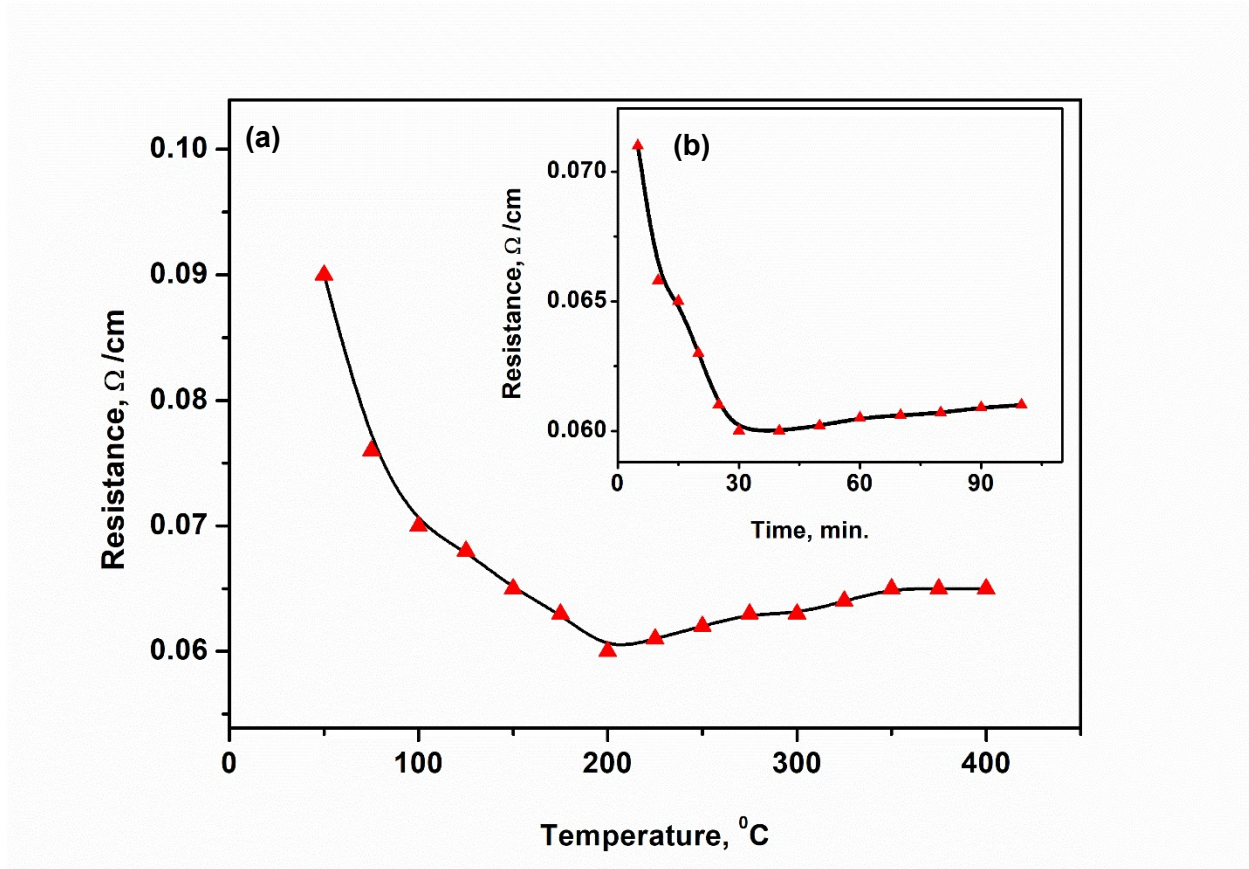 (a)
0.10
0.09
0.08
0.07
0.06
Resistance, Ω /cm
0
100
200
300
400
Temperature, ⁰C
(b)
0.070
0.065
0.060
Resistance, Ω /cm
0
30
60
90
Time, min.